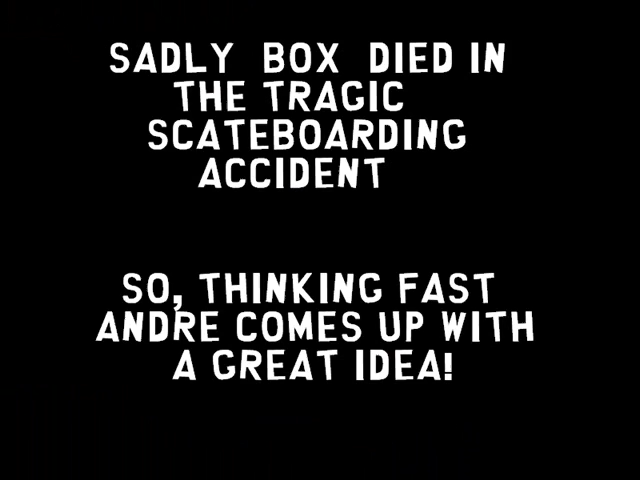 SADLY BOX DIED IN
THE TRAGIC
SCATEBOARDING
ACCIDENT
SO, THINKING FAST
ANDRE COMES UP WITH
A GREAT IDEA!